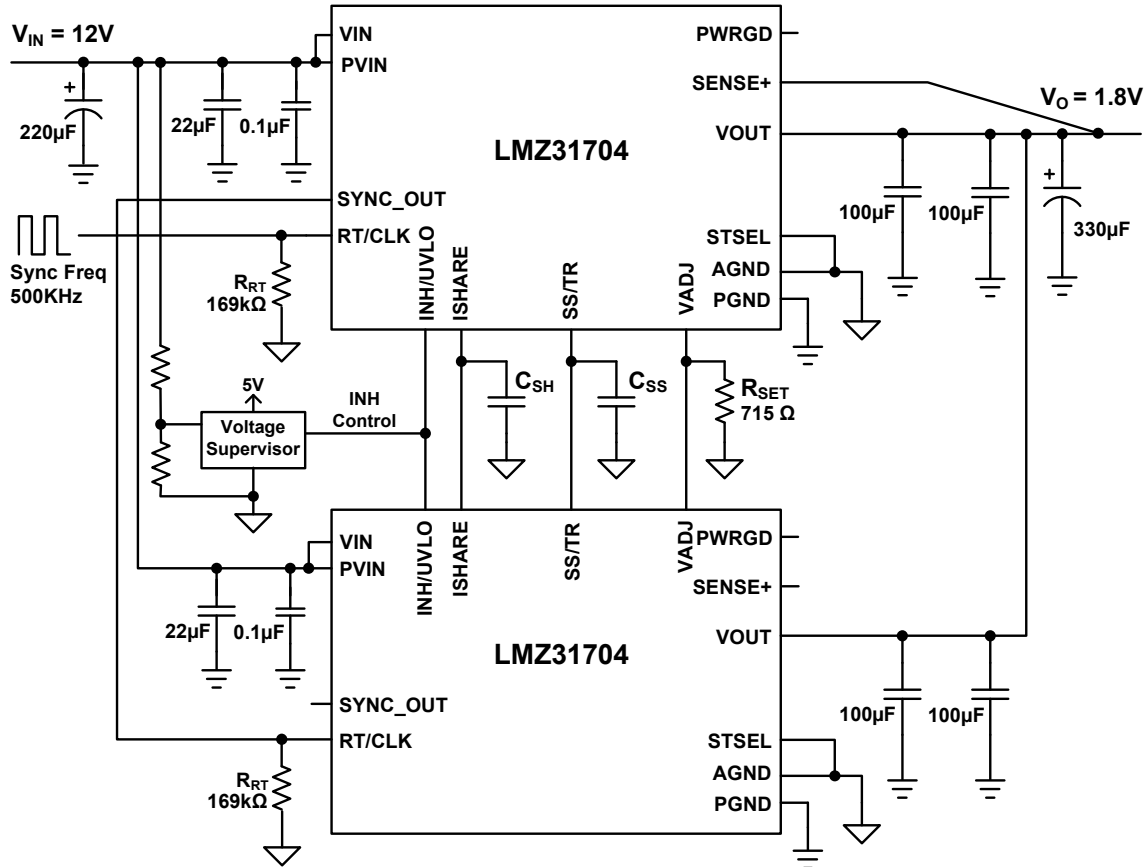 V_IN = 12V
220µF
22µF
0.1µF
VIN
PVIN
SYNC_OUT
RT/CLK
Sync Freq
500KHz
R_RT
169kΩ
LMZ31704
INH/UVLO
ISHARE
SS/TR
VADJ
PWRGD
SENSE+
VOUT
STSEL
AGND
PGND
V_O = 1.8V
100µF
100µF
330µF
5V
Voltage
Supervisor
INH
Control
C_SH
C_SS
R_SET
715 Ω
VIN
PVIN
22µF
0.1µF
SYNC_OUT
RT/CLK
R_RT
169kΩ
INH/UVLO
ISHARE
SS/TR
VADJ
LMZ31704
PWRGD
SENSE+
VOUT
STSEL
AGND
PGND
100µF
100µF